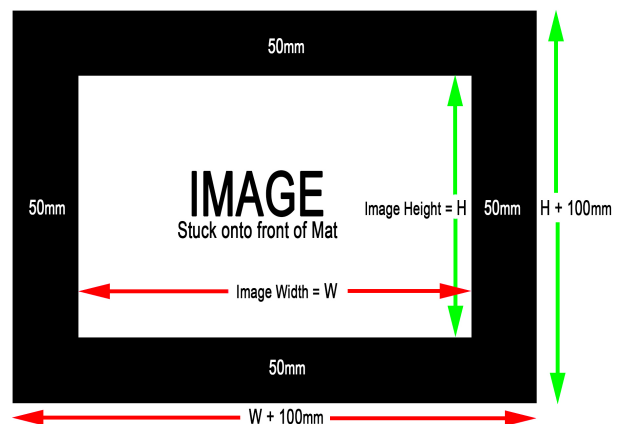 50mm
IMAGE
Stuck onto front of Mat
50mm
Image Height = H
50mm
H + 100mm
Image Width = W
50mm
W + 100mm